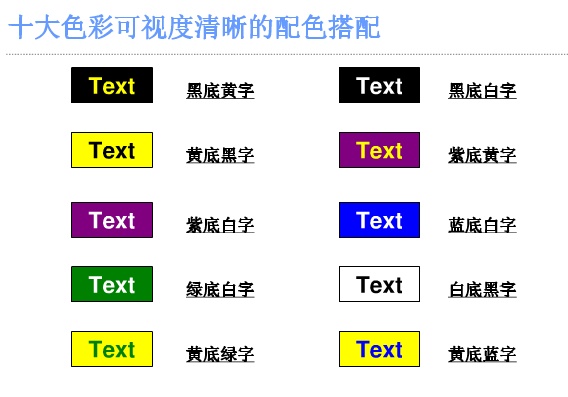 十大色彩可视度清晰的配色搭配
Text 黑底黄字 Text 黑底白字
Text 黄底黑字 Text 紫底黄字
Text 紫底白字 Text 蓝底白字
Text 绿底白字 Text 白底黑字
Text 黄底绿字 Text 黄底蓝字